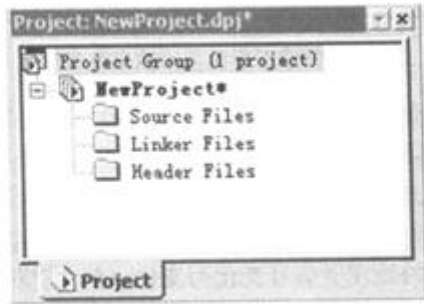 Project: NewProject.dpj*
Project Group (1 project)
NewProject*
Source Files
Linker Files
Header Files
Project